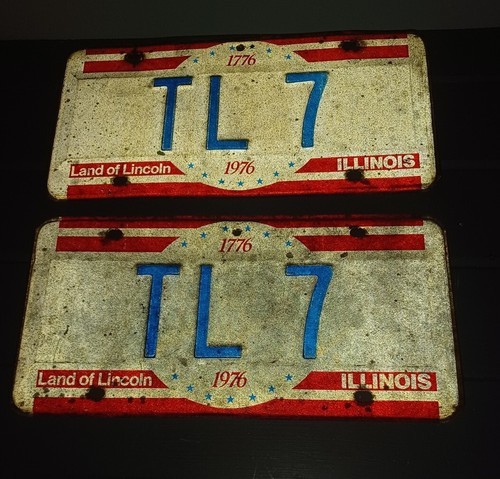 1776
TL 7
Land of Lincoln 1976 ILLINOIS
1776
TL 7
Land of Lincoln 1976 ILLINOIS